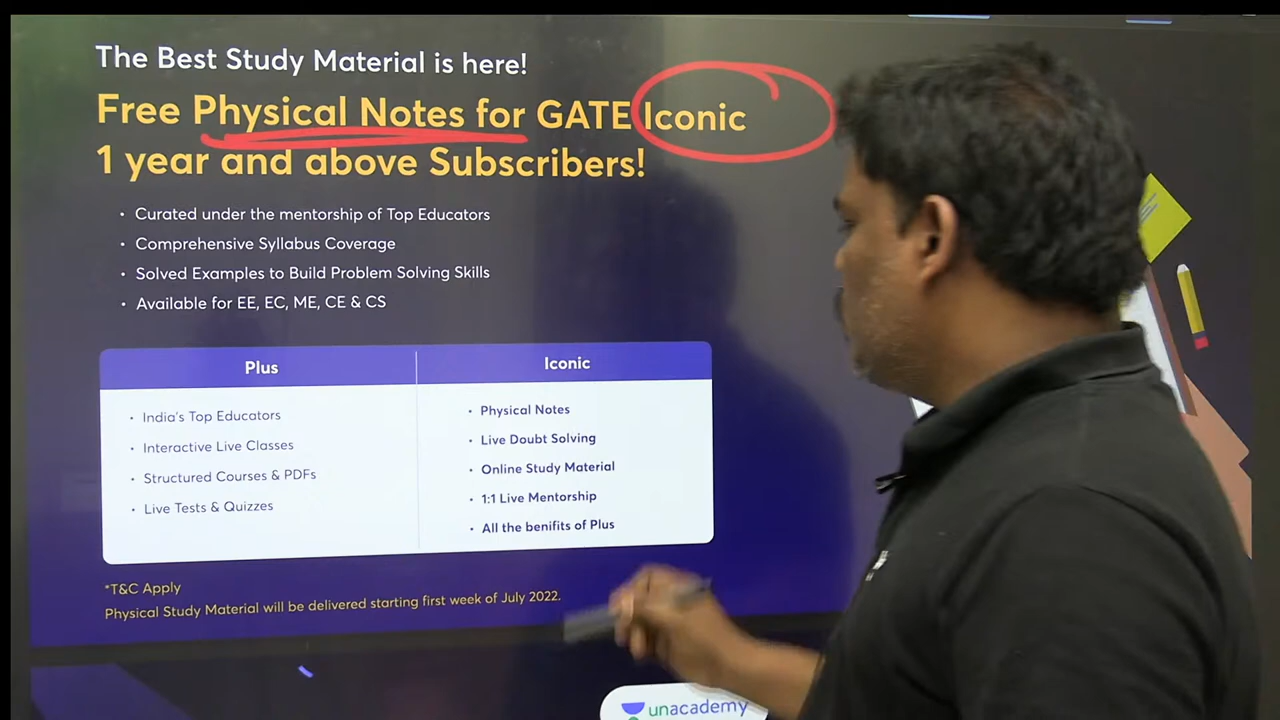 The Best Study Material is here!
Free Physical Notes for GATE Iconic
1 year and above Subscribers!
• Curated under the mentorship of Top Educators
• Comprehensive Syllabus Coverage
• Solved Examples to Build Problem Solving Skills
• Available for EE, EC, ME, CE & CS
Plus
• India's Top Educators
• Interactive Live Classes
• Structured Courses & PDFs
• Live Tests & Quizzes
Iconic
• Physical Notes
• Live Doubt Solving
• Online Study Material
• 1:1 Live Mentorship
• All the benifits of Plus
*T&C Apply
Physical Study Material will be delivered starting first week of July 2022.
unacademy